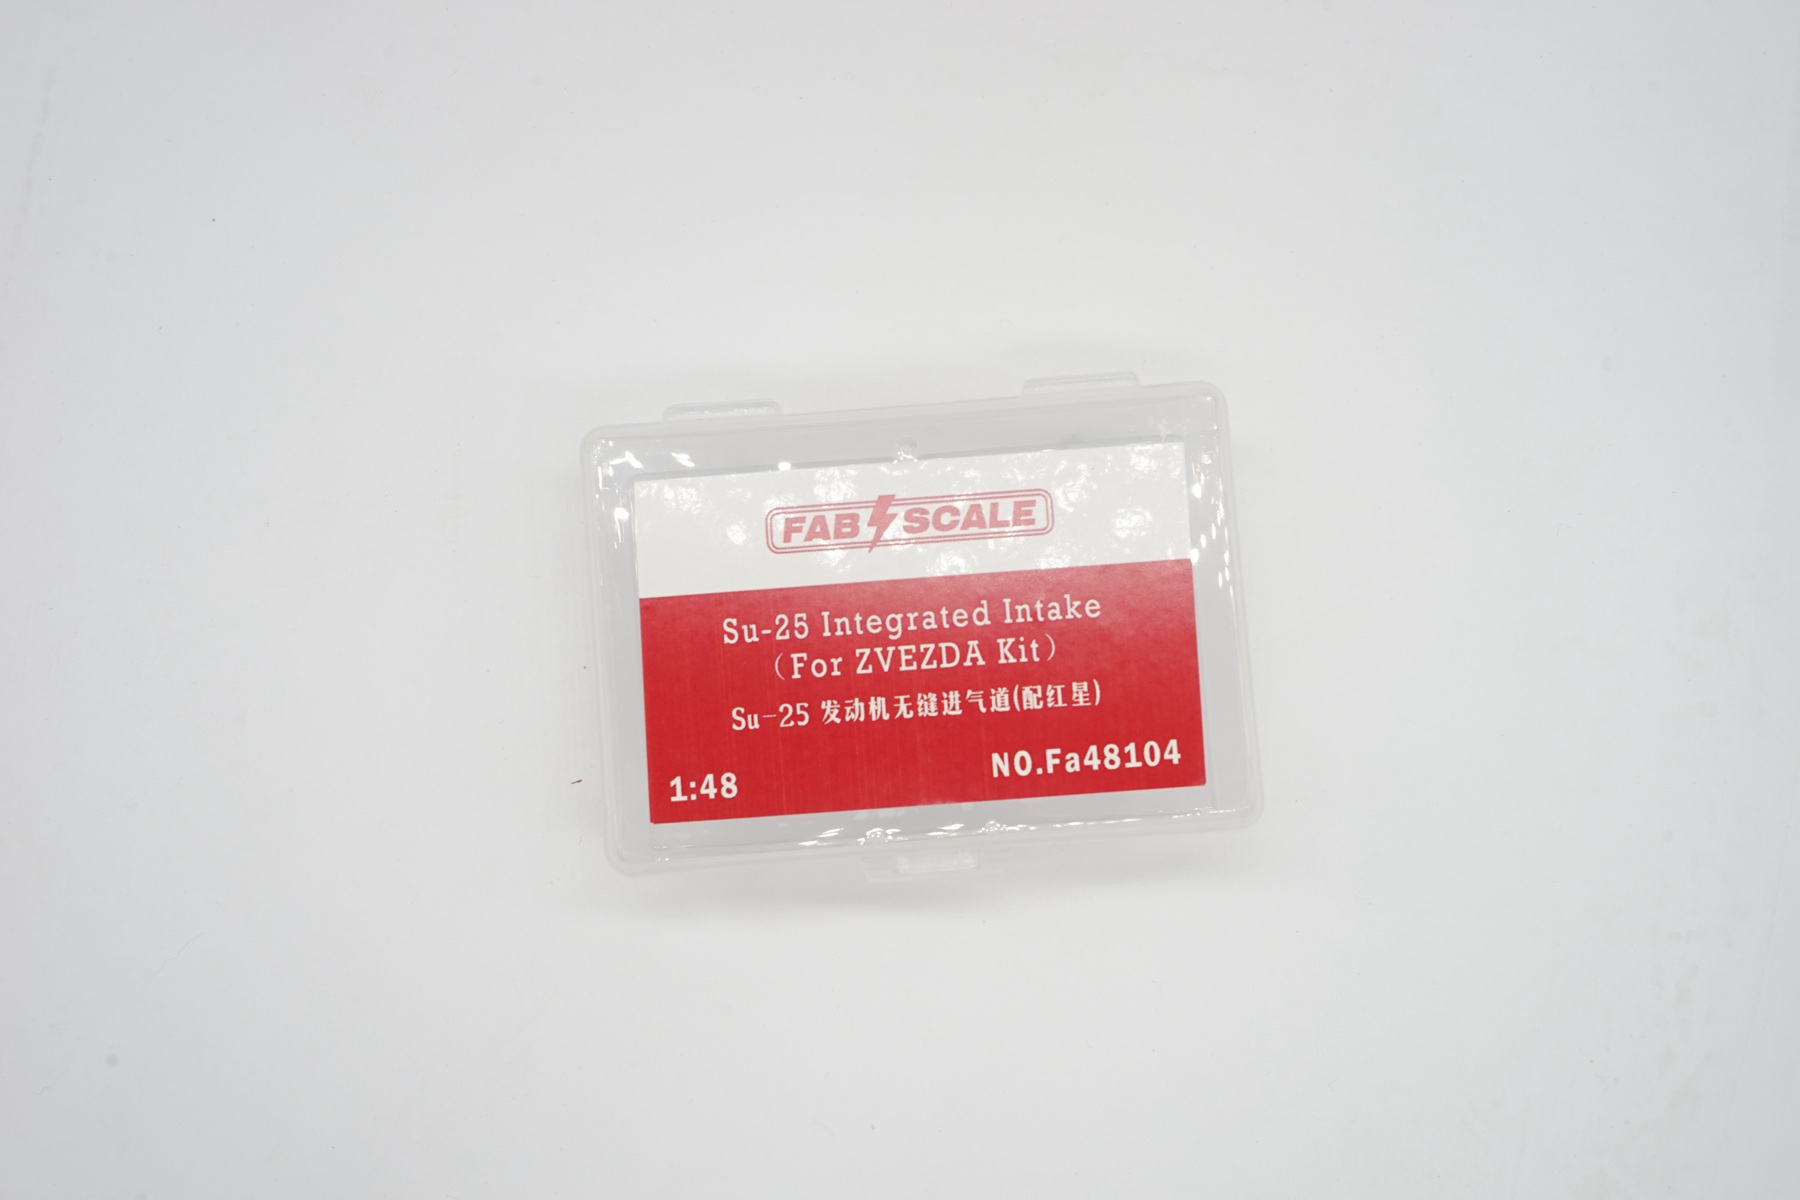 FAB SCALE
Su-25 Integrated Intake
（For ZVEZDA Kit）
Su-25 发动机无缝进气道(配红星)
1:48
NO.Fa48104